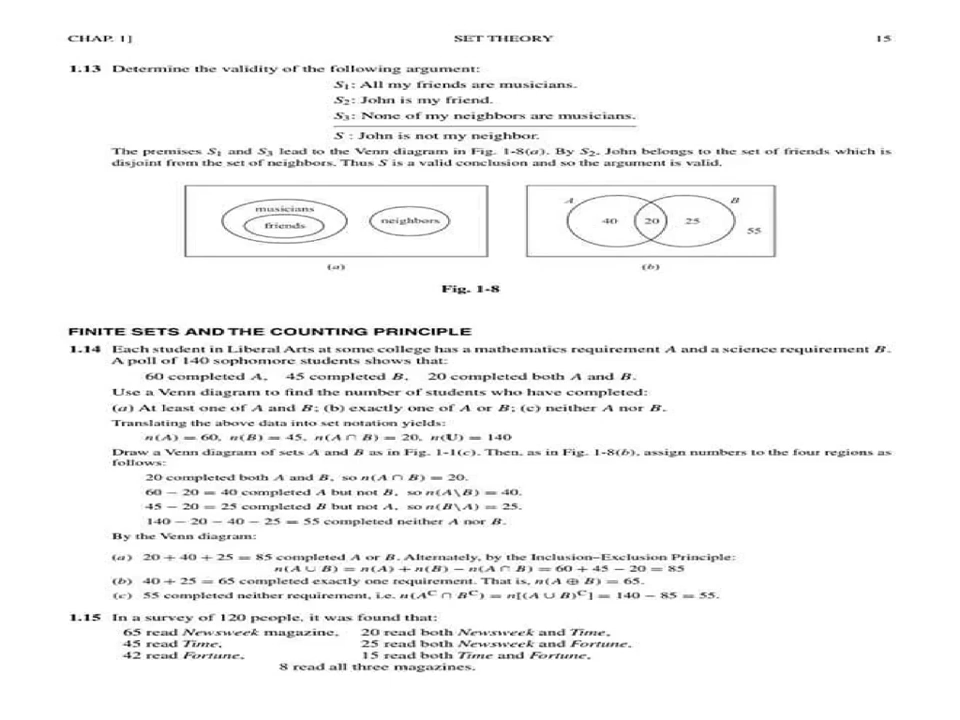 CHAP. 1] SET THEORY 15
1.13 Determine the validity of the following argument:
S₁: All my friends are musicians.
S₂: John is my friend.
S₃: None of my neighbors are musicians.
S : John is not my neighbor.
The premises S₁ and S₃ lead to the Venn diagram in Fig. 1-8(a). By S₂, John belongs to the set of friends which is
disjoint from the set of neighbors. Thus S is a valid conclusion and so the argument is valid.
musicians
friends
neighbors
(a)
A B
40 20 25
55
(b)
Fig. 1-8
FINITE SETS AND THE COUNTING PRINCIPLE
1.14 Each student in Liberal Arts at some college has a mathematics requirement A and a science requirement B.
A poll of 140 sophomore students shows that:
60 completed A, 45 completed B, 20 completed both A and B.
Use a Venn diagram to find the number of students who have completed:
(a) At least one of A and B; (b) exactly one of A or B; (c) neither A nor B.
Translating the above data into set notation yields:
n(A) = 60, n(B) = 45, n(A ∩ B) = 20, n(U) = 140
Draw a Venn diagram of sets A and B as in Fig. 1-1(c). Then, as in Fig. 1-8(b), assign numbers to the four regions as
follows:
20 completed both A and B, so n(A ∩ B) = 20.
60 − 20 = 40 completed A but not B, so n(A\B) = 40.
45 − 20 = 25 completed B but not A, so n(B\A) = 25.
140 − 20 − 40 − 25 = 55 completed neither A nor B.
By the Venn diagram:
(a) 20 + 40 + 25 = 85 completed A or B. Alternately, by the Inclusion–Exclusion Principle:
n(A ∪ B) = n(A) + n(B) − n(A ∩ B) = 60 + 45 − 20 = 85
(b) 40 + 25 = 65 completed exactly one requirement. That is, n(A ⊕ B) = 65.
(c) 55 completed neither requirement, i.e. n(Aᶜ ∩ Bᶜ) = n[(A ∪ B)ᶜ] = 140 − 85 = 55.
1.15 In a survey of 120 people, it was found that:
65 read Newsweek magazine, 20 read both Newsweek and Time,
45 read Time, 25 read both Newsweek and Fortune,
42 read Fortune, 15 read both Time and Fortune,
8 read all three magazines.